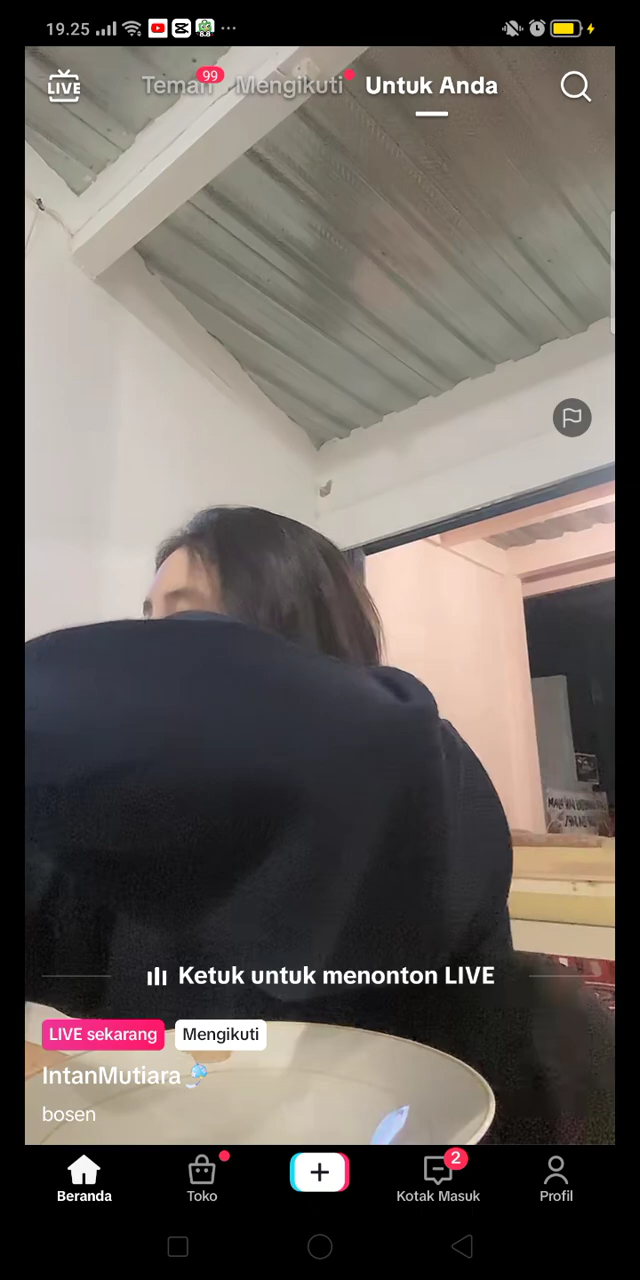 19.25
LIVE
Teman 99 Mengikuti Untuk Anda
Ketuk untuk menonton LIVE
LIVE sekarang Mengikuti
IntanMutiara
bosen
Beranda Toko Kotak Masuk 2 Profil